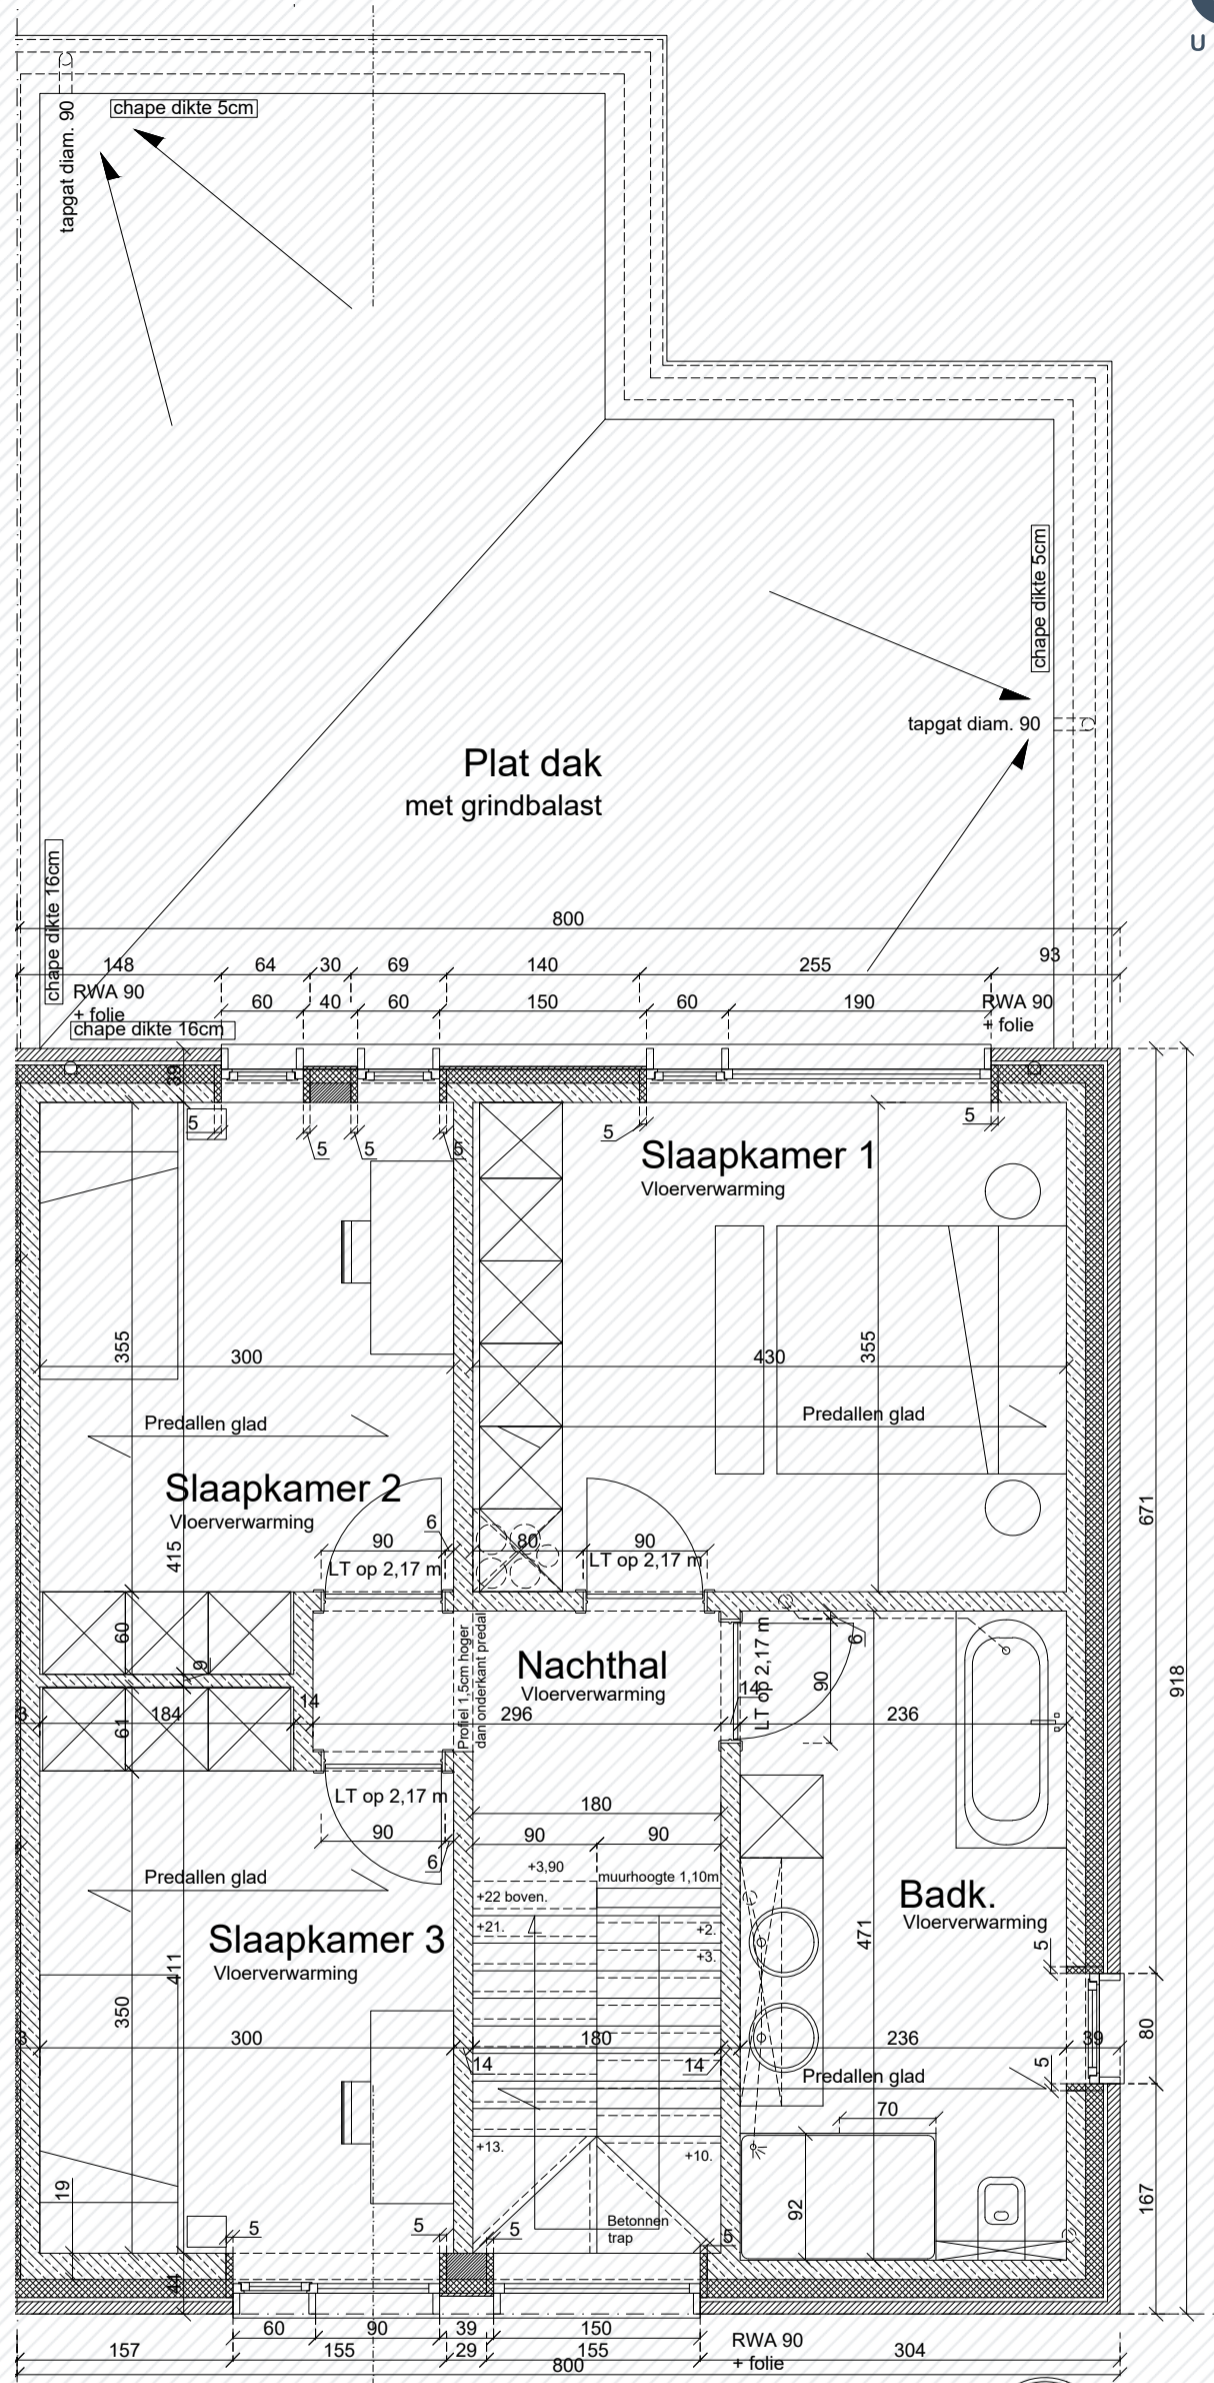 U
chape dikte 5cm
tapgat diam. 90
chape dikte 5cm
tapgat diam. 90
Plat dak
met grindbalast
chape dikte 16cm
800
148
64
30
69
140
255
93
RWA 90
+ folie
60
40
60
150
60
190
RWA 90
+ folie
chape dikte 16cm
39
5
5
5
5
5
5
Slaapkamer 1
Vloerverwarming
355
300
430
355
Predallen glad
Predallen glad
Slaapkamer 2
Vloerverwarming
415
6
90
80
90
LT op 2,17 m
LT op 2,17 m
671
918
60
9
Profiel 1,5cm hoger
dan onderkant predal
Nachthal
Vloerverwarming
LT op 2,17 m
6
90
14
3
184
14
296
236
61
LT op 2,17 m
90
6
180
90
90
+3,90
muurhoogte 1,10m
+22 boven.
+21.
+2.
+3.
Predallen glad
Slaapkamer 3
Vloerverwarming
Badk.
Vloerverwarming
411
471
350
5
80
3
300
180
236
39
14
14
5
Predallen glad
70
+13.
+10.
19
92
167
Betonnen
trap
5
5
5
5
44
60
90
39
150
RWA 90
+ folie
157
155
29
155
304
800